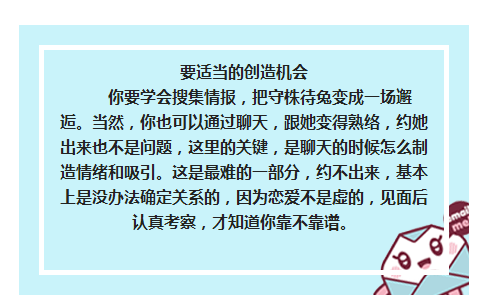 要适当的创造机会
你要学会搜集情报，把守株待兔变成一场邂
逅。当然，你也可以通过聊天，跟她变得熟络，约她
出来也不是问题，这里的关键，是聊天的时候怎么制
造情绪和吸引。这是最难的一部分，约不出来，基本
上是没办法确定关系的，因为恋爱不是虚的，见面后
认真考察，才知道你靠不靠谱。